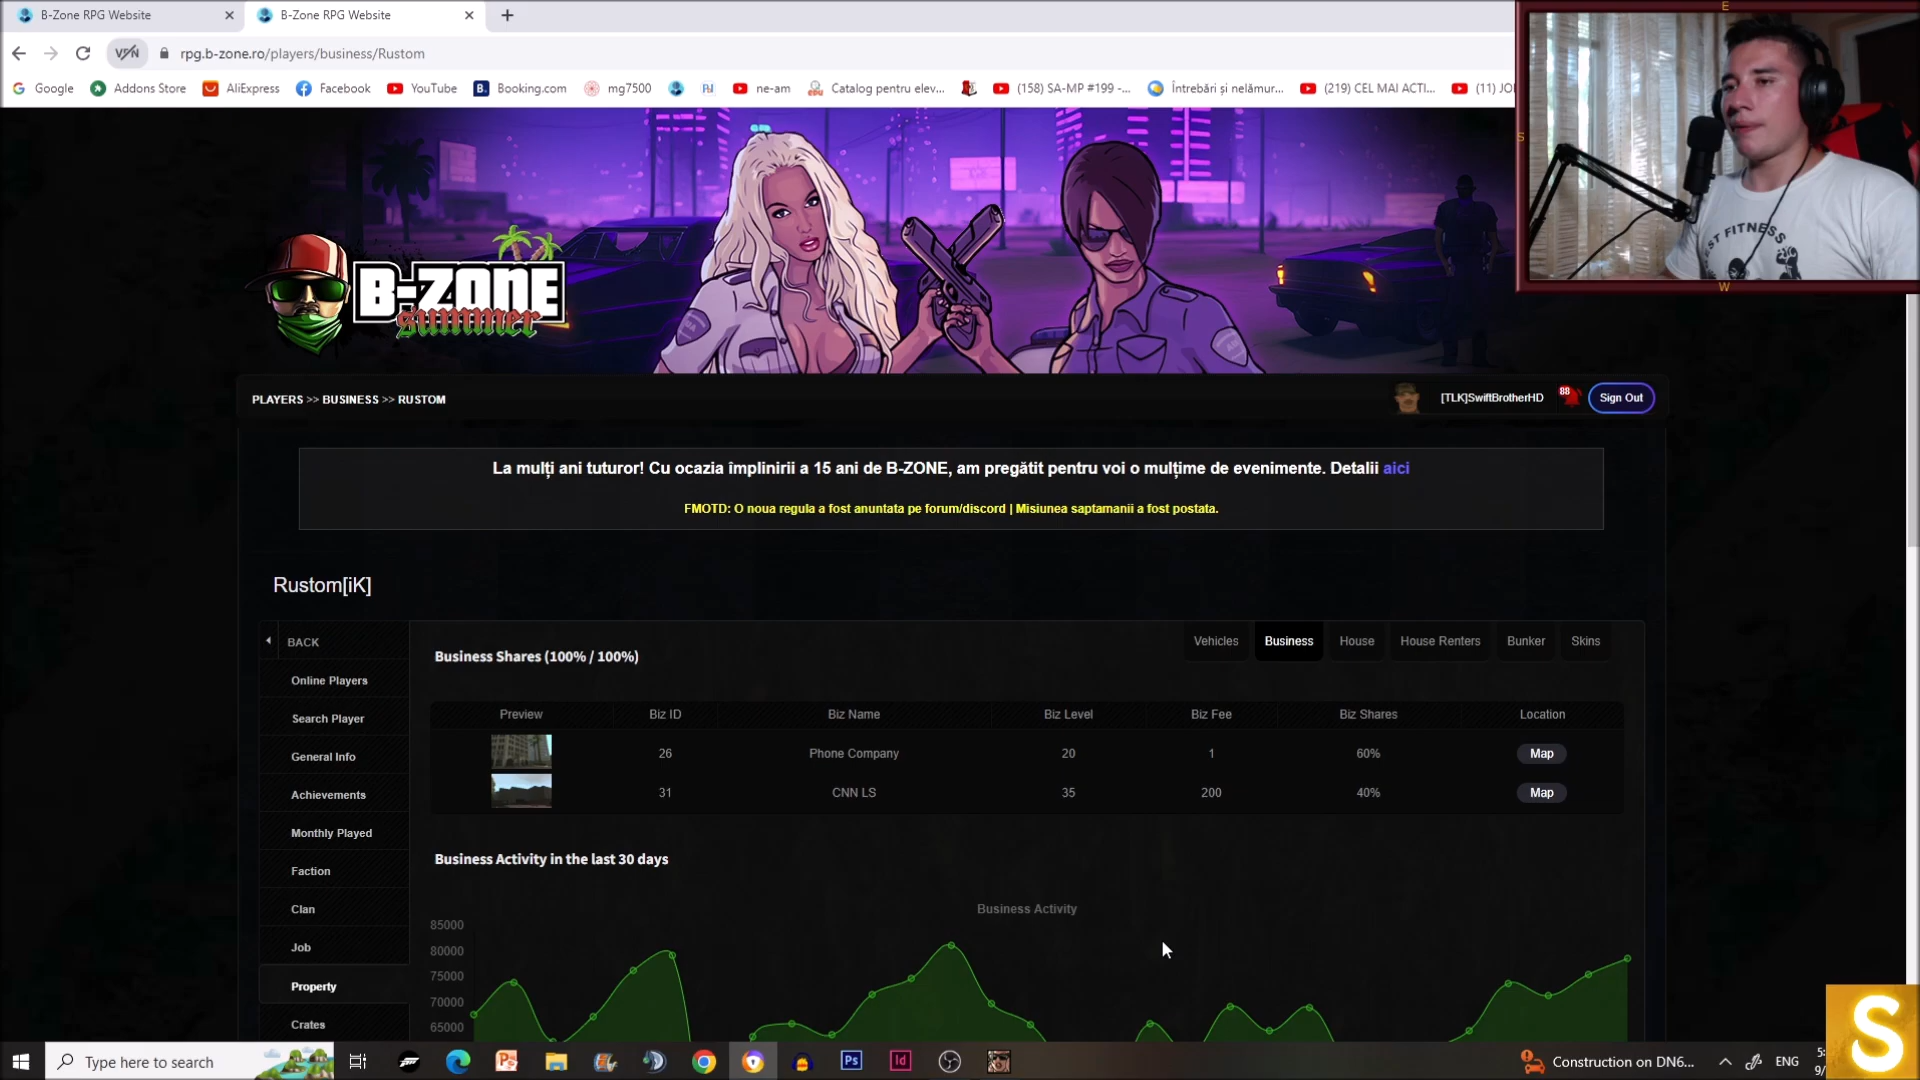 B-Zone RPG Website
B-Zone RPG Website
VPN
rpg.b-zone.ro/players/business/Rustom
Google
Addons Store
AliExpress
Facebook
YouTube
Booking.com
mg7500
ne-am
Catalog pentru elev...
(158) SA-MP #199 -...
Întrebări și nelămur...
(219) CEL MAI ACTI...
E
S
W
FITNESS
B-ZONE
summer
PLAYERS >> BUSINESS >> RUSTOM
[TLK]SwiftBrotherHD
88
Sign Out
La mulți ani tuturor! Cu ocazia împlinirii a 15 ani de B-ZONE, am pregătit pentru voi o mulțime de evenimente. Detalii aici
FMOTD: O noua regula a fost anuntata pe forum/discord | Misiunea saptamanii a fost postata.
Rustom[iK]
BACK
Online Players
Search Player
General Info
Achievements
Monthly Played
Faction
Clan
Job
Property
Crates
Business Shares (100% / 100%)
Vehicles Business House House Renters Bunker Skins
Preview Biz ID Biz Name Biz Level Biz Fee Biz Shares Location
26 Phone Company 20 1 60% Map
31 CNN LS 35 200 40% Map
Business Activity in the last 30 days
Business Activity
85000
80000
75000
70000
65000
Type here to search
Ps
Id
Construction on DN6...
ENG
S